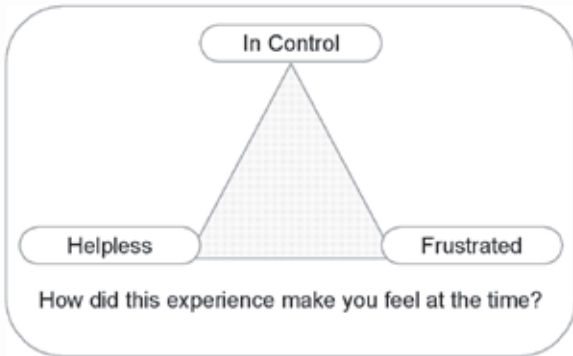 In Control
Helpless
Frustrated
How did this experience make you feel at the time?